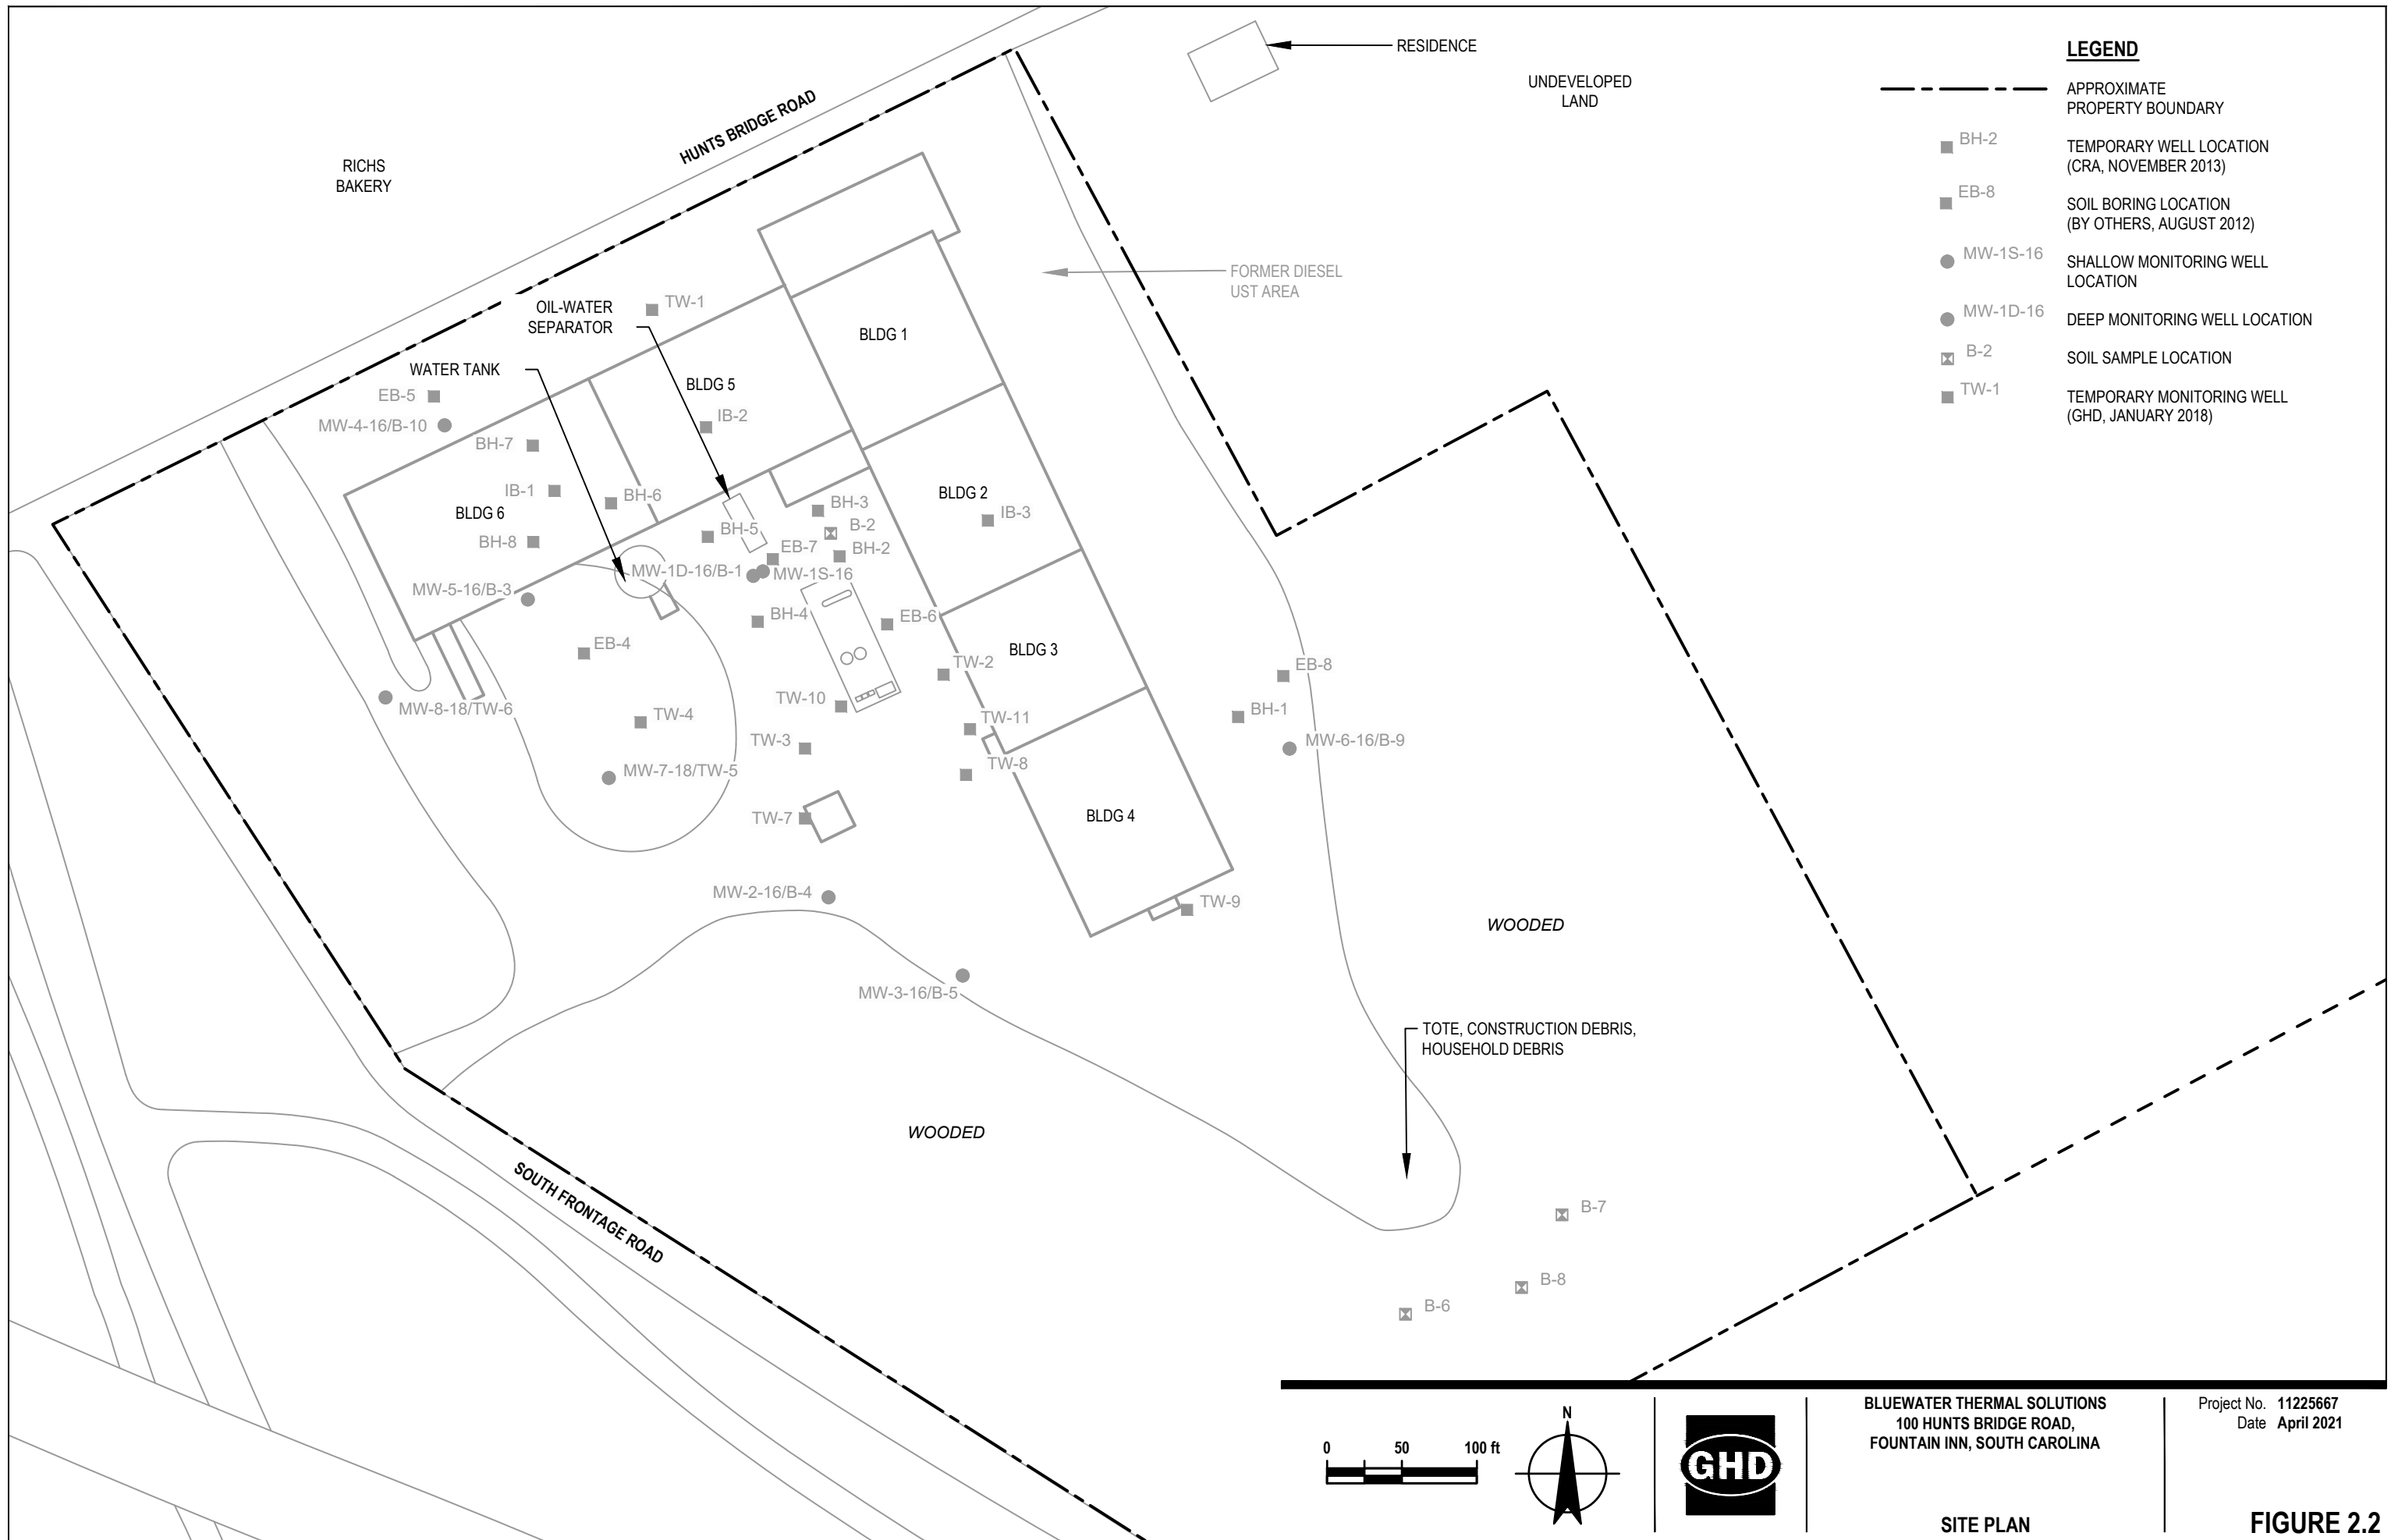 RESIDENCE
UNDEVELOPED
LAND
HUNTS BRIDGE ROAD
RICHS
BAKERY
LEGEND
APPROXIMATE
PROPERTY BOUNDARY
BH-2
TEMPORARY WELL LOCATION
(CRA, NOVEMBER 2013)
EB-8
SOIL BORING LOCATION
(BY OTHERS, AUGUST 2012)
MW-1S-16
SHALLOW MONITORING WELL
LOCATION
MW-1D-16
DEEP MONITORING WELL LOCATION
B-2
SOIL SAMPLE LOCATION
TW-1
TEMPORARY MONITORING WELL
(GHD, JANUARY 2018)
FORMER DIESEL
UST AREA
OIL-WATER
SEPARATOR
TW-1
BLDG 1
WATER TANK
BLDG 5
EB-5
IB-2
MW-4-16/B-10
BH-7
IB-1
BH-6
BLDG 6
BH-8
BH-3
B-2
BH-5
EB-7
BH-2
BLDG 2
IB-3
MW-1D-16/B-1
MW-1S-16
MW-5-16/B-3
BH-4
EB-6
EB-4
BLDG 3
TW-2
EB-8
MW-8-18/TW-6
TW-10
TW-4
TW-11
BH-1
TW-3
MW-6-16/B-9
MW-7-18/TW-5
TW-8
TW-7
BLDG 4
MW-2-16/B-4
TW-9
WOODED
MW-3-16/B-5
TOTE, CONSTRUCTION DEBRIS,
HOUSEHOLD DEBRIS
WOODED
SOUTH FRONTAGE ROAD
B-7
B-8
B-6
0 50 100 ft
N
GHD
BLUEWATER THERMAL SOLUTIONS
100 HUNTS BRIDGE ROAD,
FOUNTAIN INN, SOUTH CAROLINA
SITE PLAN
Project No. 11225667
Date April 2021
FIGURE 2.2